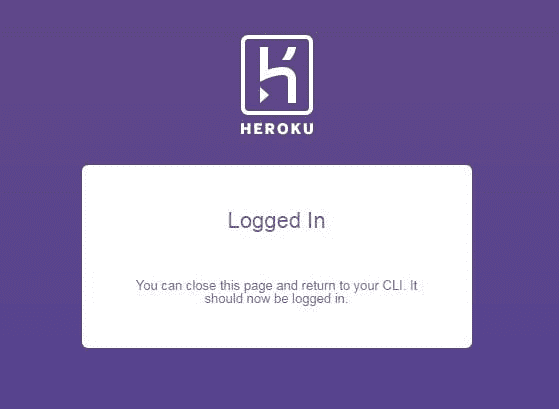 HEROKU
Logged In
You can close this page and return to your CLI. It
should now be logged in.